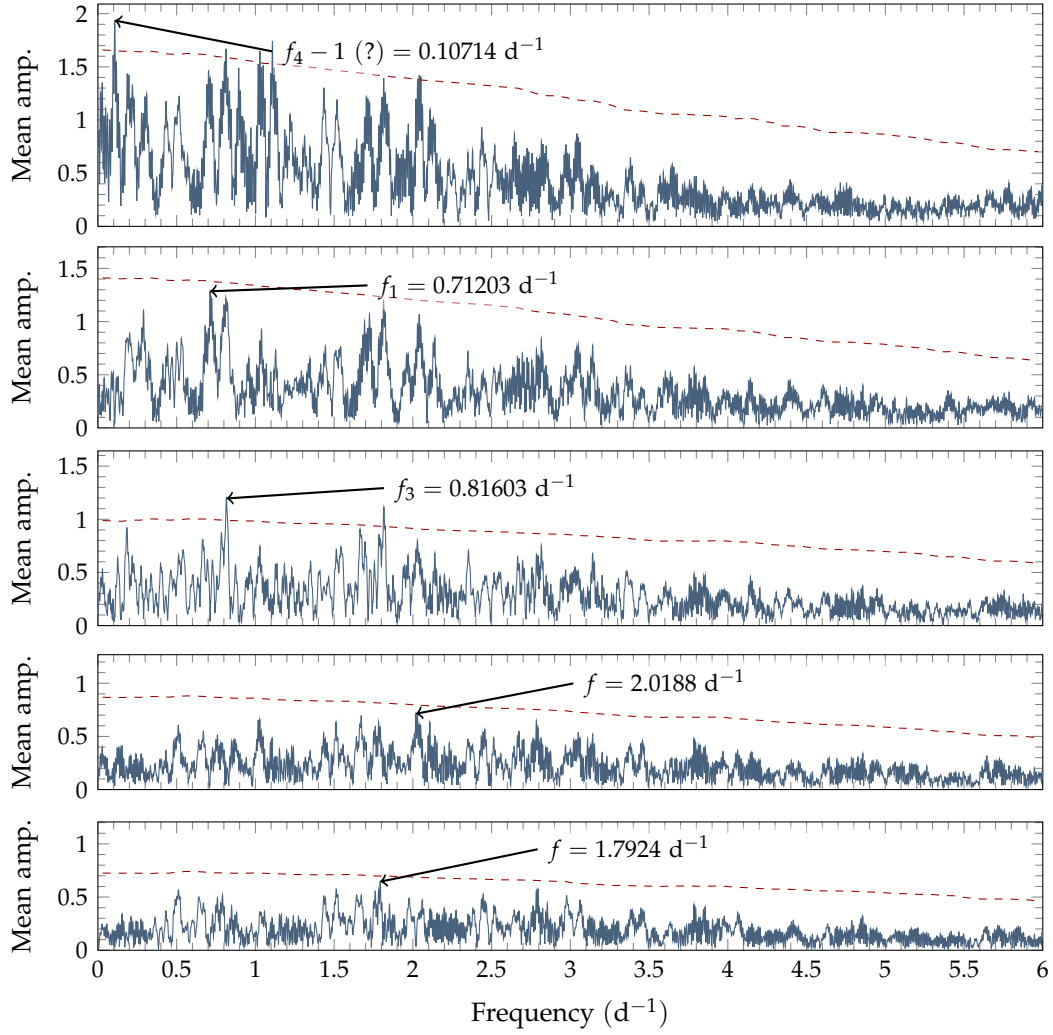 2
f₄ − 1 (?) = 0.10714 d⁻¹
1.5
1
0.5
0
Mean amp.
1.5
f₁ = 0.71203 d⁻¹
1
0.5
0
Mean amp.
1.5
f₃ = 0.81603 d⁻¹
1
0.5
0
Mean amp.
1
f = 2.0188 d⁻¹
0.5
0
Mean amp.
1
f = 1.7924 d⁻¹
0.5
0
Mean amp.
0 0.5 1 1.5 2 2.5 3 3.5 4 4.5 5 5.5 6
Frequency (d⁻¹)